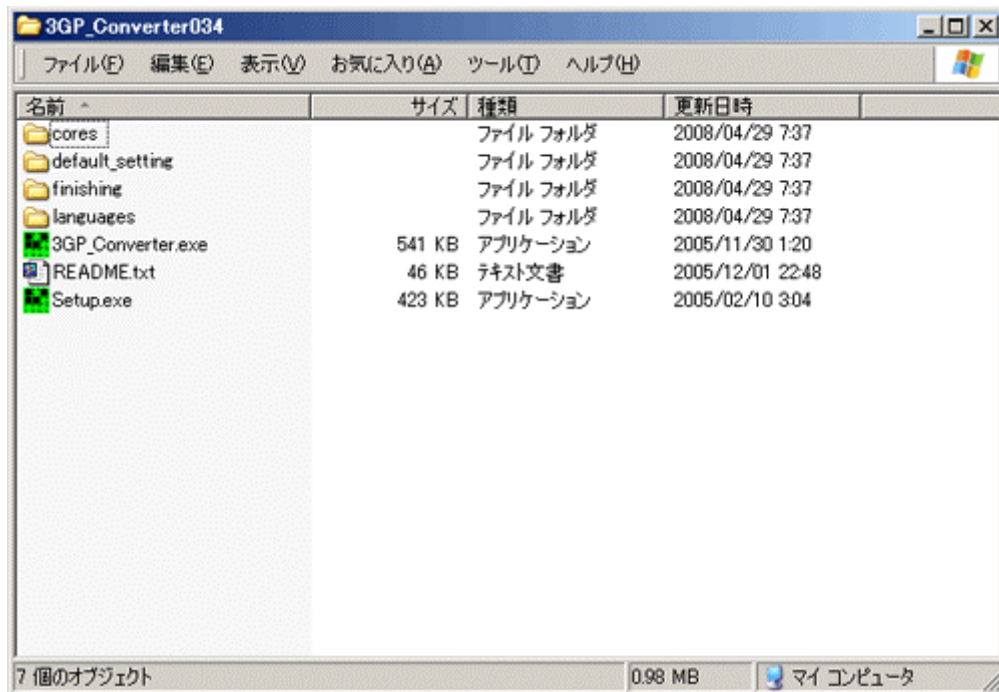 3GP_Converter034
ファイル(F) 編集(E) 表示(V) お気に入り(A) ツール(T) ヘルプ(H)
名前 サイズ 種類 更新日時
cores ファイル フォルダ 2008/04/29 7:37
default_setting ファイル フォルダ 2008/04/29 7:37
finishing ファイル フォルダ 2008/04/29 7:37
languages ファイル フォルダ 2008/04/29 7:37
3GP_Converter.exe 541 KB アプリケーション 2005/11/30 1:20
README.txt 46 KB テキスト文書 2005/12/01 22:48
Setup.exe 423 KB アプリケーション 2005/02/10 3:04
7 個のオブジェクト 0.98 MB マイ コンピュータ